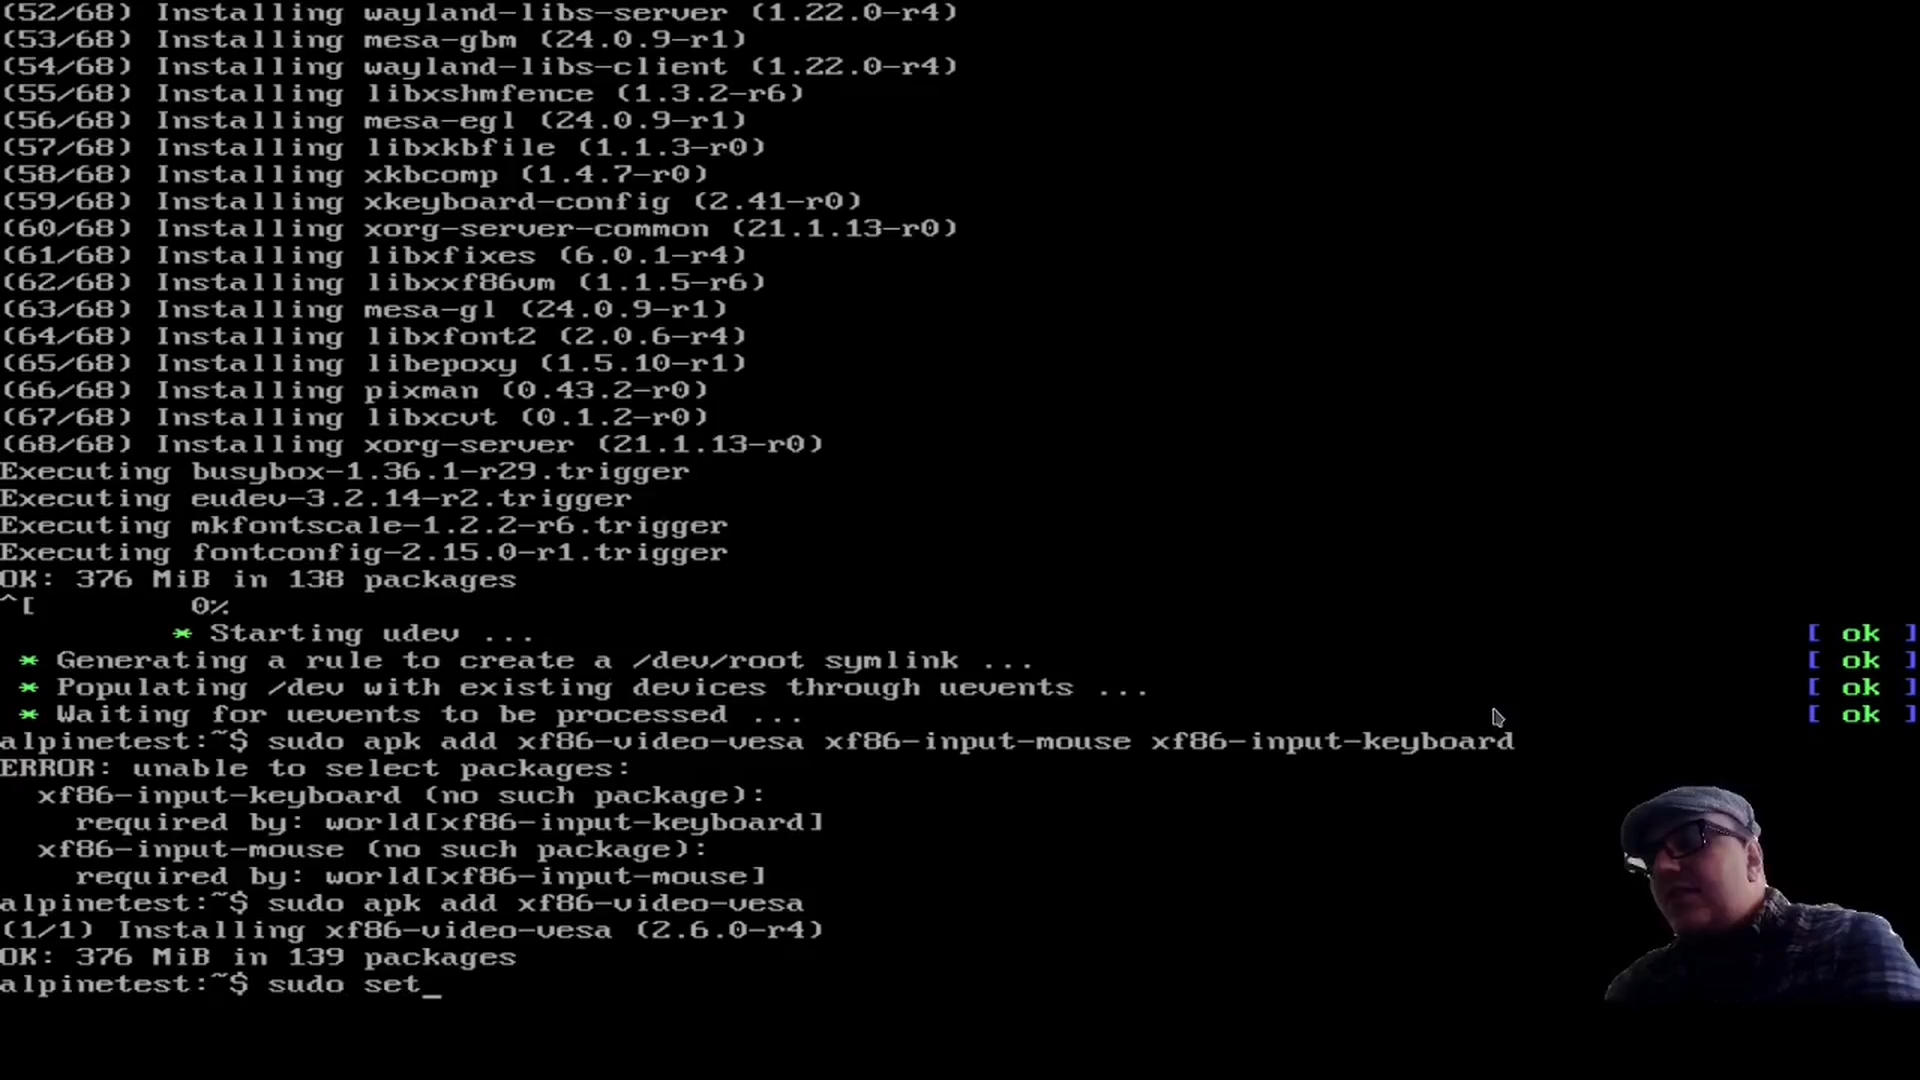 (52/68) Installing wayland-libs-server (1.22.0-r4)
(53/68) Installing mesa-gbm (24.0.9-r1)
(54/68) Installing wayland-libs-client (1.22.0-r4)
(55/68) Installing libxshmfence (1.3.2-r6)
(56/68) Installing mesa-egl (24.0.9-r1)
(57/68) Installing libxkbfile (1.1.3-r0)
(58/68) Installing xkbcomp (1.4.7-r0)
(59/68) Installing xkeyboard-config (2.41-r0)
(60/68) Installing xorg-server-common (21.1.13-r0)
(61/68) Installing libxfixes (6.0.1-r4)
(62/68) Installing libxxf86vm (1.1.5-r6)
(63/68) Installing mesa-gl (24.0.9-r1)
(64/68) Installing libxfont2 (2.0.6-r4)
(65/68) Installing libepoxy (1.5.10-r1)
(66/68) Installing pixman (0.43.2-r0)
(67/68) Installing libxcvt (0.1.2-r0)
(68/68) Installing xorg-server (21.1.13-r0)
Executing busybox-1.36.1-r29.trigger
Executing eudev-3.2.14-r2.trigger
Executing mkfontscale-1.2.2-r6.trigger
Executing fontconfig-2.15.0-r1.trigger
OK: 376 MiB in 138 packages
^[ 0%
* Starting udev ... [ ok ]
* Generating a rule to create a /dev/root symlink ... [ ok ]
* Populating /dev with existing devices through uevents ... [ ok ]
* Waiting for uevents to be processed ... [ ok ]
alpinetest:~$ sudo apk add xf86-video-vesa xf86-input-mouse xf86-input-keyboard
ERROR: unable to select packages:
xf86-input-keyboard (no such package):
required by: world[xf86-input-keyboard]
xf86-input-mouse (no such package):
required by: world[xf86-input-mouse]
alpinetest:~$ sudo apk add xf86-video-vesa
(1/1) Installing xf86-video-vesa (2.6.0-r4)
OK: 376 MiB in 139 packages
alpinetest:~$ sudo set_